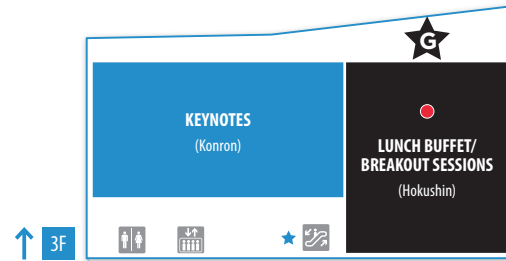 G
KEYNOTES
(Konron)
LUNCH BUFFET/
BREAKOUT SESSIONS
(Hokushin)
3F